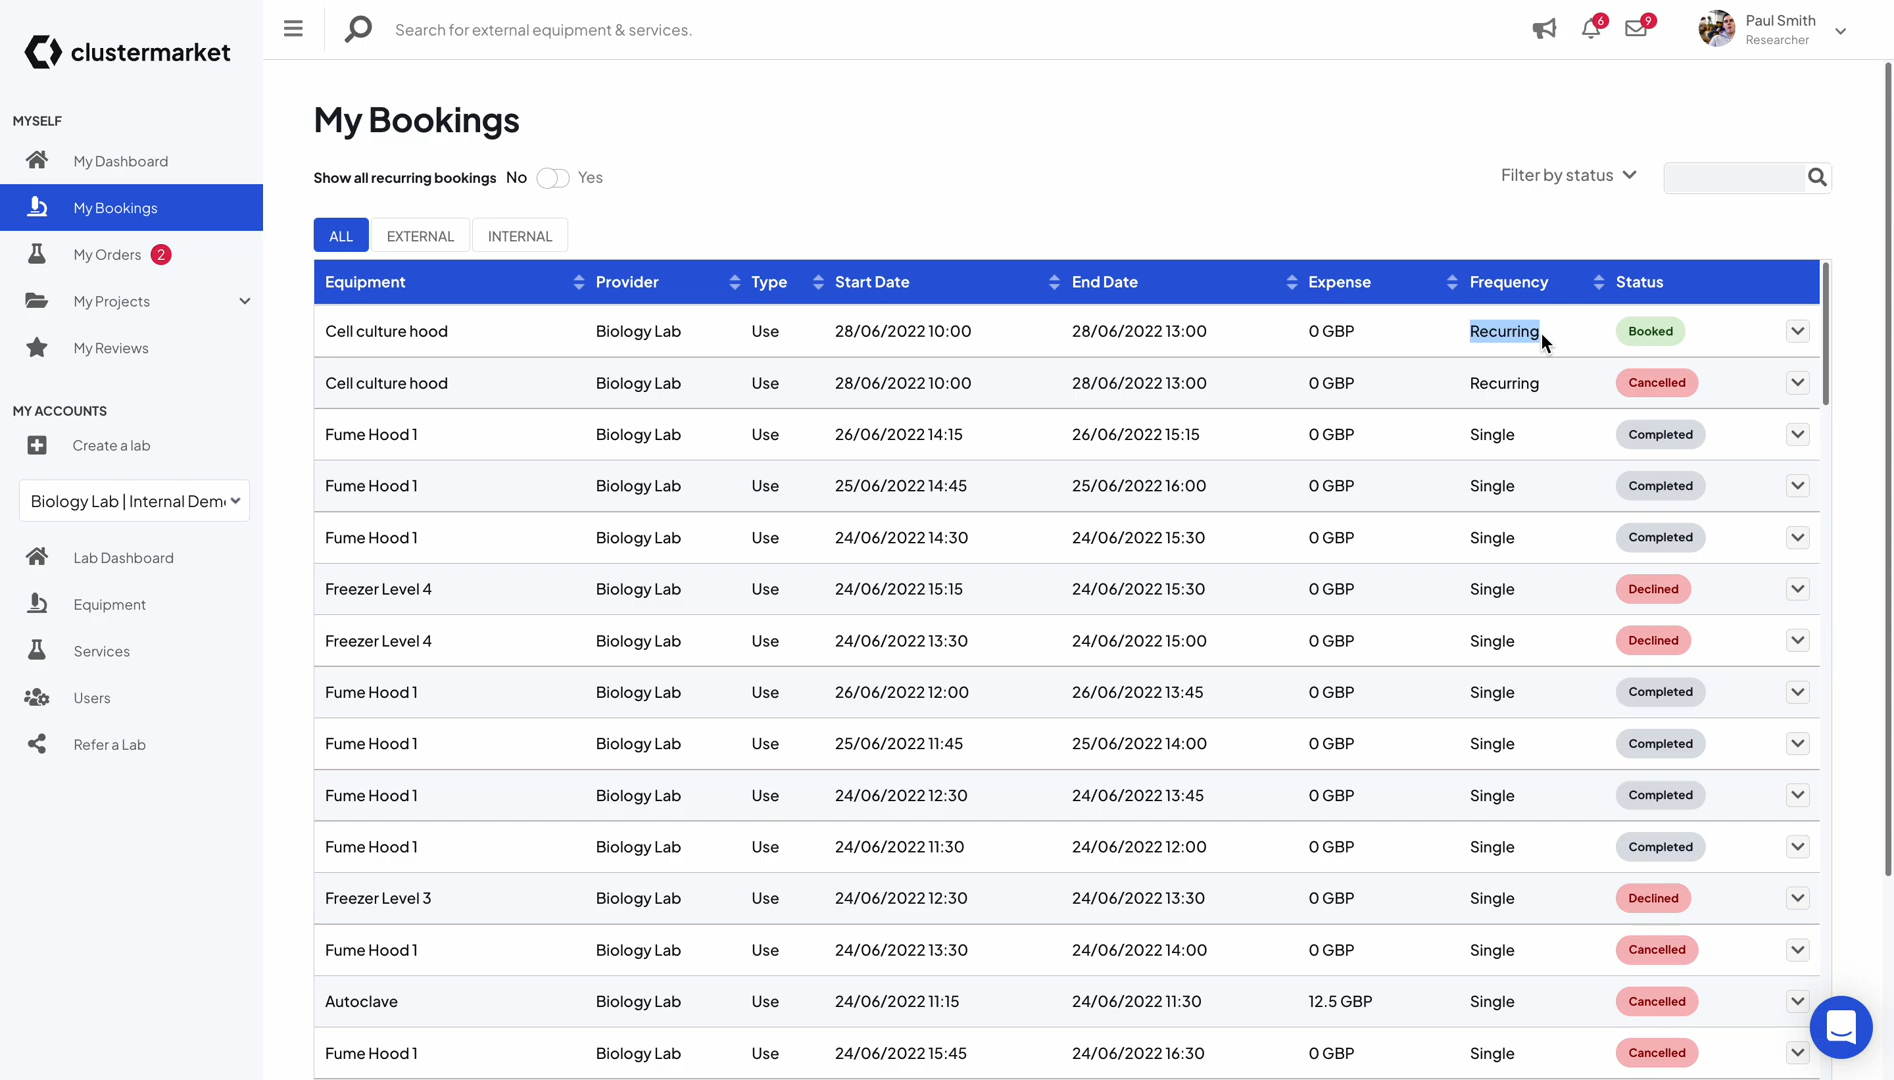 clustermarket
Search for external equipment & services.
6
9
Paul Smith
Researcher
MYSELF
My Dashboard
My Bookings
My Orders 2
My Projects
My Reviews
MY ACCOUNTS
Create a lab
Biology Lab | Internal Dem
Lab Dashboard
Equipment
Services
Users
Refer a Lab
My Bookings
Show all recurring bookings No Yes
Filter by status
ALL EXTERNAL INTERNAL
Equipment Provider Type Start Date End Date Expense Frequency Status
Cell culture hood Biology Lab Use 28/06/2022 10:00 28/06/2022 13:00 0 GBP Recurring Booked
Cell culture hood Biology Lab Use 28/06/2022 10:00 28/06/2022 13:00 0 GBP Recurring Cancelled
Fume Hood 1 Biology Lab Use 26/06/2022 14:15 26/06/2022 15:15 0 GBP Single Completed
Fume Hood 1 Biology Lab Use 25/06/2022 14:45 25/06/2022 16:00 0 GBP Single Completed
Fume Hood 1 Biology Lab Use 24/06/2022 14:30 24/06/2022 15:30 0 GBP Single Completed
Freezer Level 4 Biology Lab Use 24/06/2022 15:15 24/06/2022 15:30 0 GBP Single Declined
Freezer Level 4 Biology Lab Use 24/06/2022 13:30 24/06/2022 15:00 0 GBP Single Declined
Fume Hood 1 Biology Lab Use 26/06/2022 12:00 26/06/2022 13:45 0 GBP Single Completed
Fume Hood 1 Biology Lab Use 25/06/2022 11:45 25/06/2022 14:00 0 GBP Single Completed
Fume Hood 1 Biology Lab Use 24/06/2022 12:30 24/06/2022 13:45 0 GBP Single Completed
Fume Hood 1 Biology Lab Use 24/06/2022 11:30 24/06/2022 12:00 0 GBP Single Completed
Freezer Level 3 Biology Lab Use 24/06/2022 12:30 24/06/2022 13:30 0 GBP Single Declined
Fume Hood 1 Biology Lab Use 24/06/2022 13:30 24/06/2022 14:00 0 GBP Single Cancelled
Autoclave Biology Lab Use 24/06/2022 11:15 24/06/2022 11:30 12.5 GBP Single Cancelled
Fume Hood 1 Biology Lab Use 24/06/2022 15:45 24/06/2022 16:30 0 GBP Single Cancelled